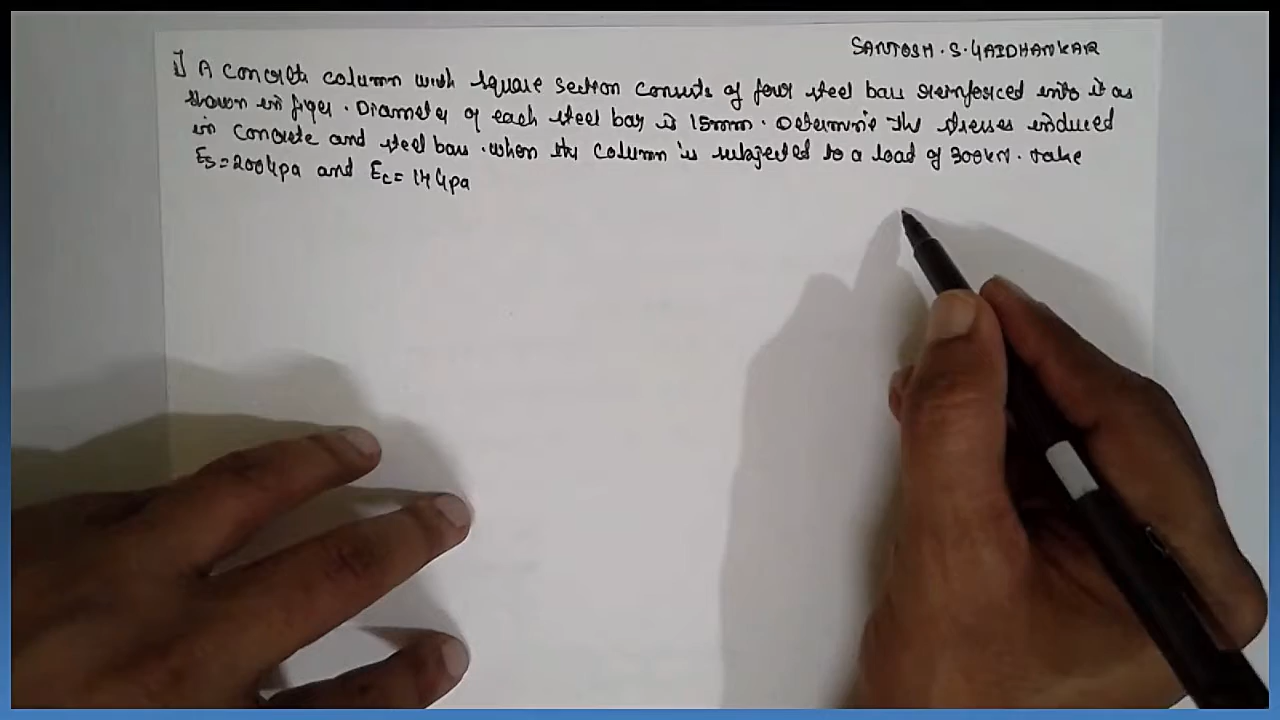 SANTOSH.S.GAIDHANKAR
1] A concrete column with square section consists of four steel bars reinforced into it as
shown in figer. Diameter of each steel bar is 15mm. Determine the stresses induced
in concrete and steel bars. when the column is subjected to a load of 300kN. take
Es=200Gpa and Ec= 14Gpa